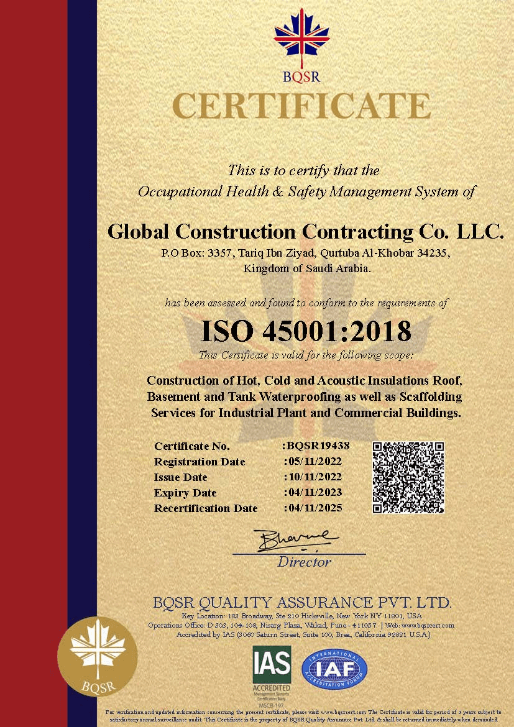 BQSR
CERTIFICATE
This is to certify that the
Occupational Health & Safety Management System of
Global Construction Contracting Co. LLC.
P.O Box: 3357, Tariq Ibn Ziyad, Qurtuba Al-Khobar 34235,
Kingdom of Saudi Arabia.
has been assessed and found to conform to the requirements of
ISO 45001:2018
This Certificate is valid for the following scope:
Construction of Hot, Cold and Acoustic Insulations Roof,
Basement and Tank Waterproofing as well as Scaffolding
Services for Industrial Plant and Commercial Buildings.
Certificate No. :BQSR19438
Registration Date :05/11/2022
Issue Date :10/11/2022
Expiry Date :04/11/2023
Recertification Date :04/11/2025
Director
BQSR QUALITY ASSURANCE PVT. LTD.
Key Location: 183 Broadway, Ste 210 Hicksville, New York NY 11801, USA
Operations Office: D 303, 104-108, Nisarg Plaza, Wakad, Pune - 411057. | Web: www.bqsrcert.com
Accredited by IAS (3060 Saturn Street, Suite 100, Brea, California 92821 U.S.A)
BQSR
IAS
ACCREDITED
Management Systems
Certification Body
MSCB-197
INTERNATIONAL
IAF
ACCREDITATION FORUM
For verification and updated information concerning the present certificate, please visit www.bqsrcert.com The Certificate is valid for period of 3 years subject to
satisfactory annual surveillance audit. This Certificate is the property of BQSR Quality Assurance Pvt. Ltd. & shall be returned immediately when demanded.